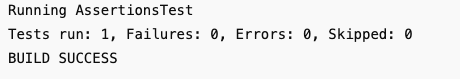 Running AssertionsTest
Tests run: 1, Failures: 0, Errors: 0, Skipped: 0
BUILD SUCCESS